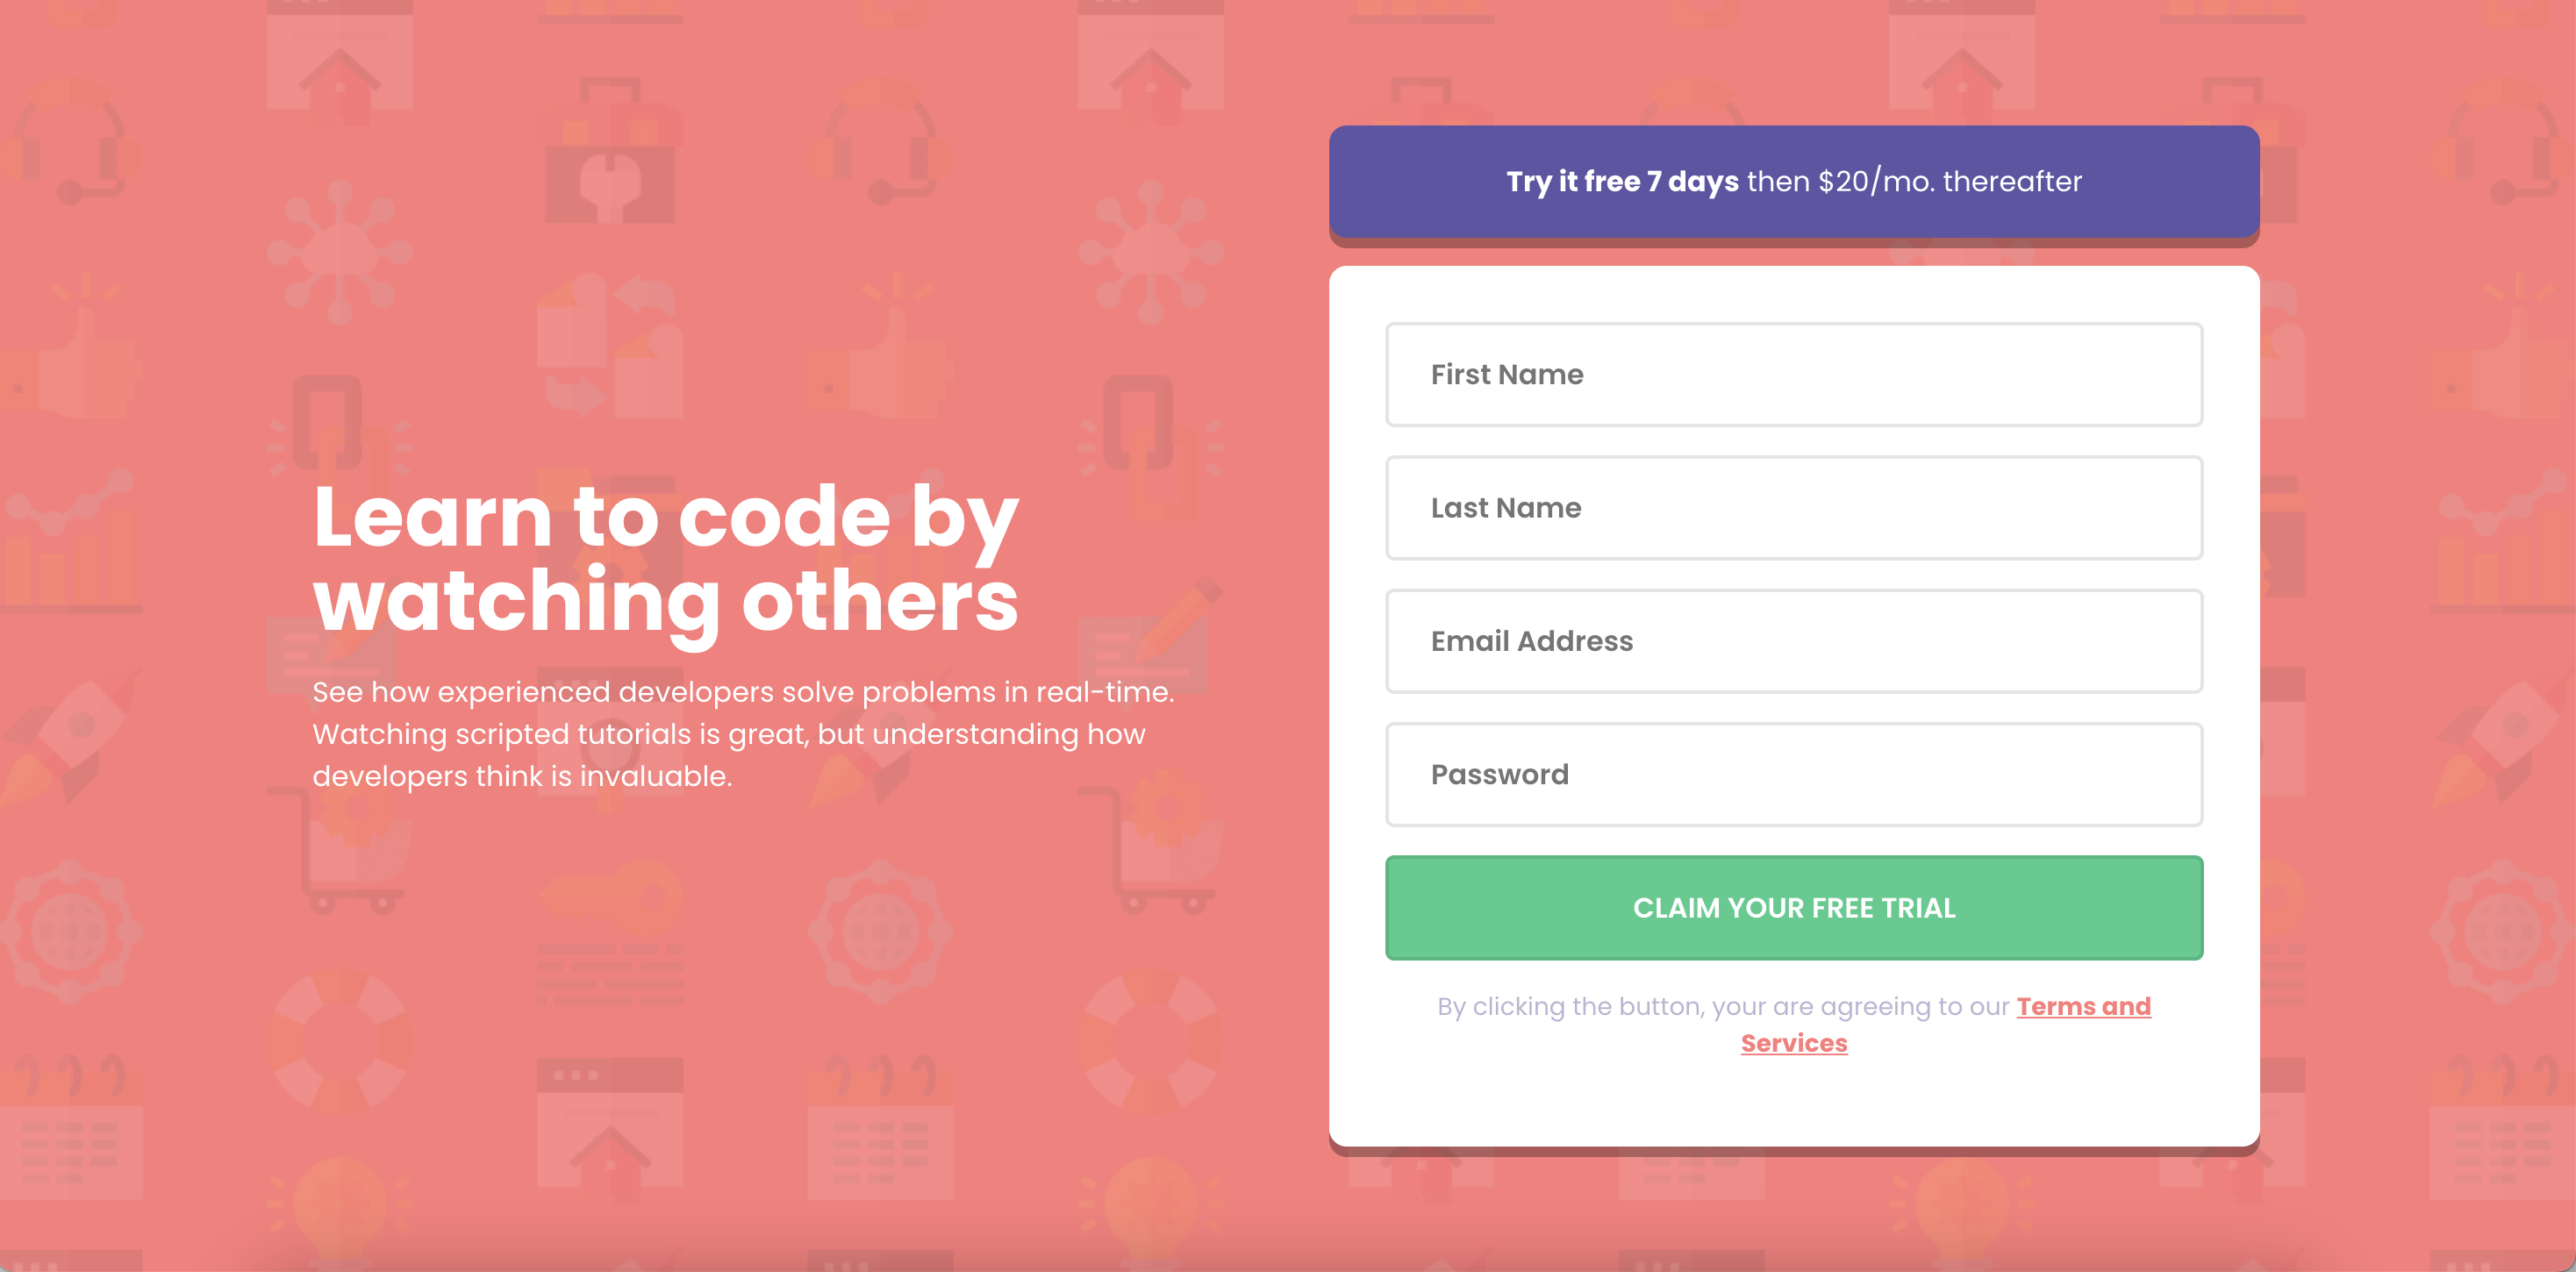 Learn to code by
watching others
See how experienced developers solve problems in real-time.
Watching scripted tutorials is great, but understanding how
developers think is invaluable.
Try it free 7 days then $20/mo. thereafter
First Name
Last Name
Email Address
Password
CLAIM YOUR FREE TRIAL
By clicking the button, your are agreeing to our Terms and
Services